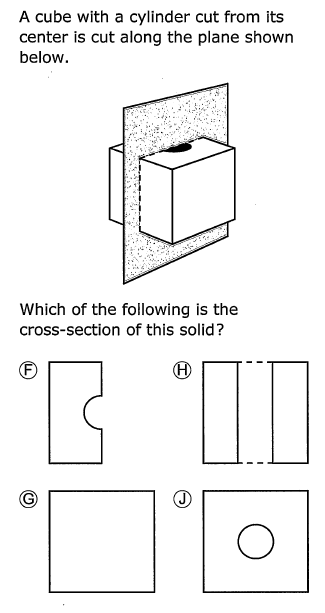 A cube with a cylinder cut from its
center is cut along the plane shown
below.
Which of the following is the
cross-section of this solid?
F
H
G
J